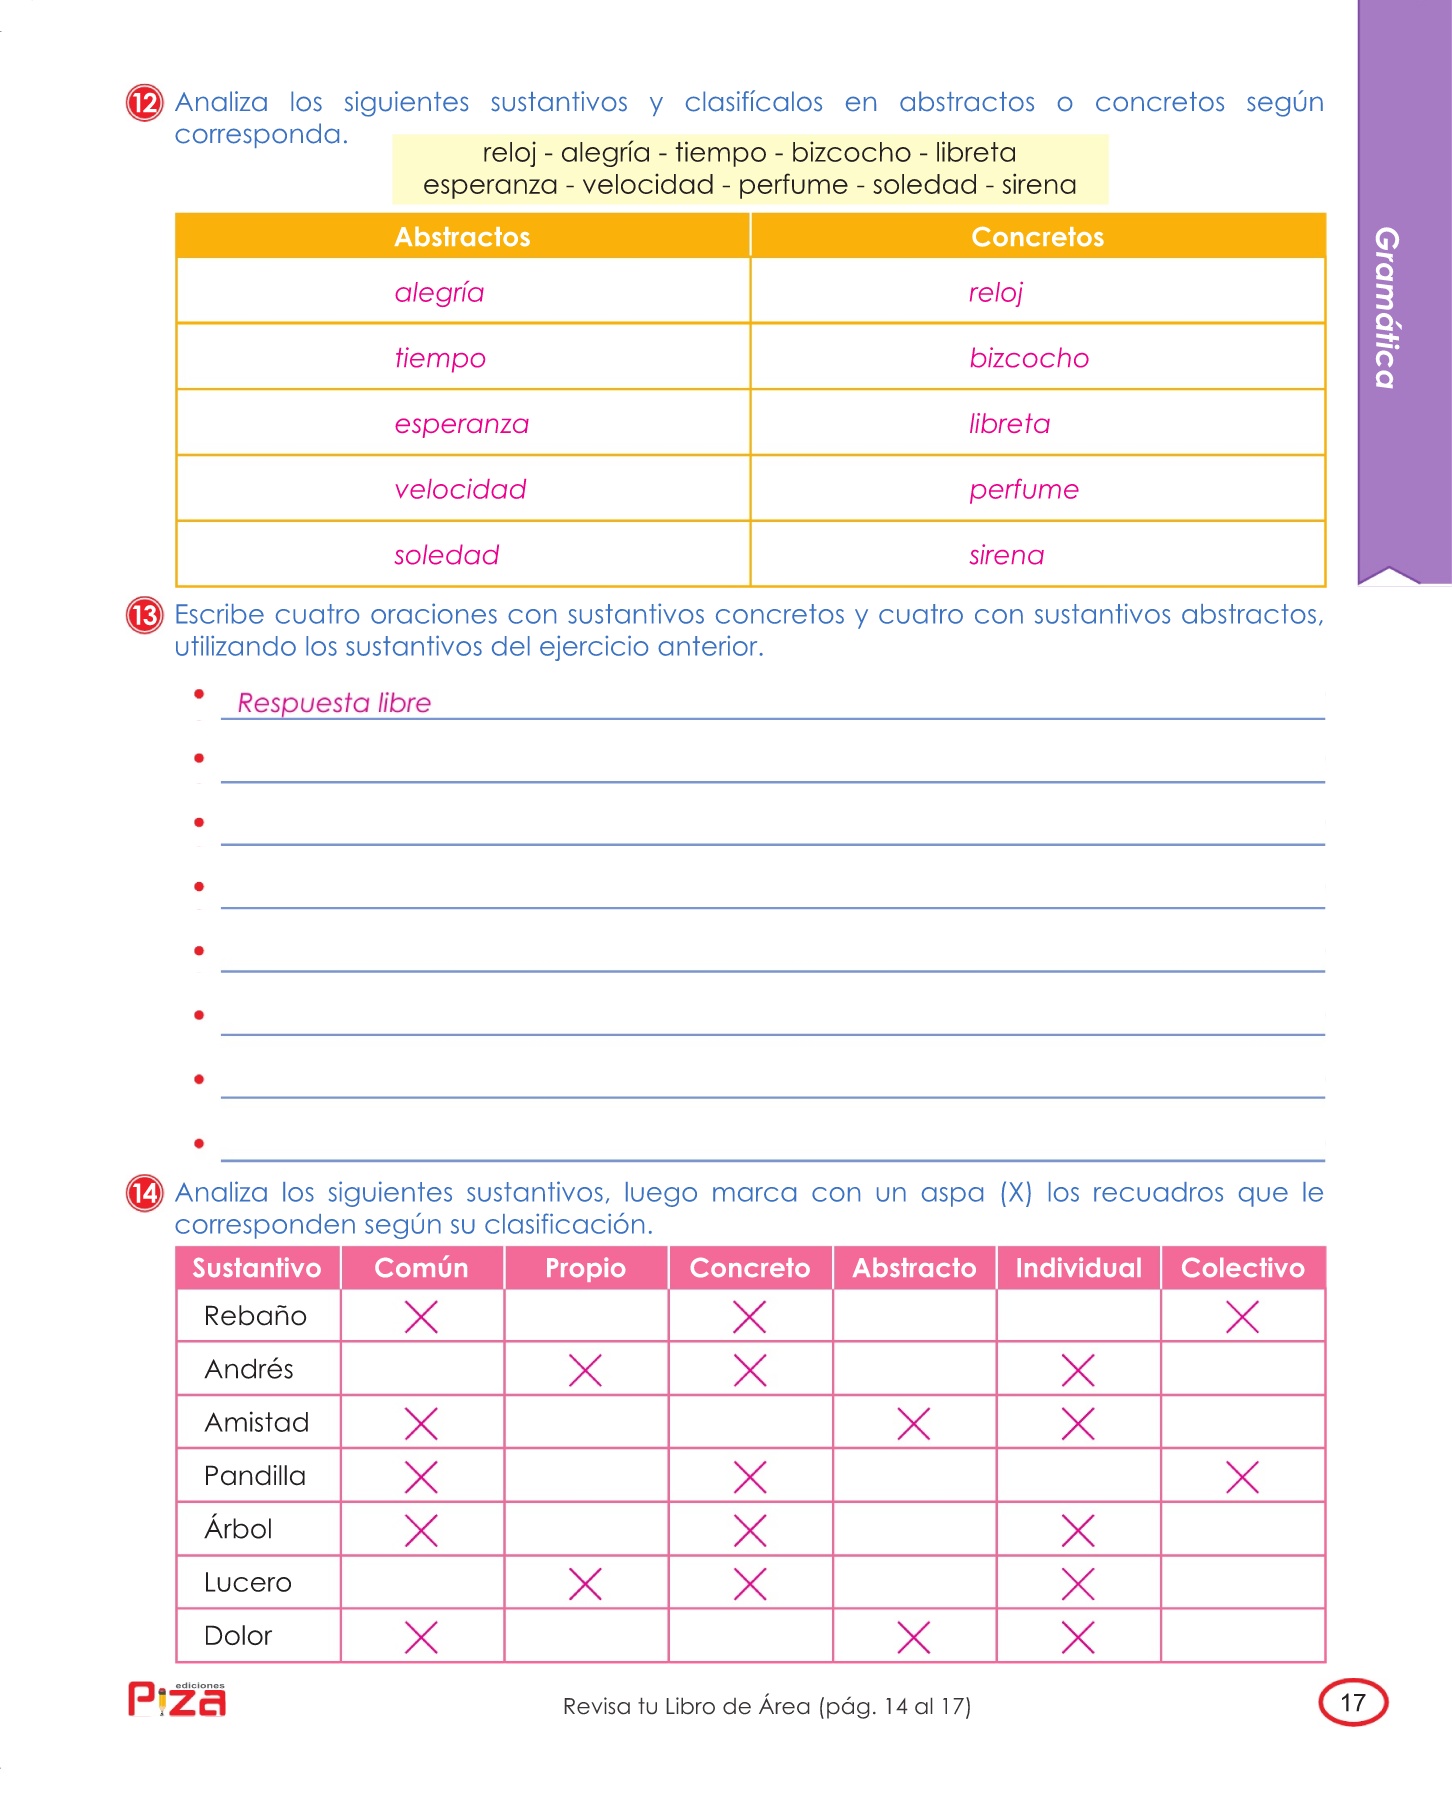 12 Analiza los siguientes sustantivos y clasifícalos en abstractos o concretos según
corresponda.
reloj - alegría - tiempo - bizcocho - libreta
esperanza - velocidad - perfume - soledad - sirena
Abstractos Concretos
alegría reloj
tiempo bizcocho
esperanza libreta
velocidad perfume
soledad sirena
Gramática
13 Escribe cuatro oraciones con sustantivos concretos y cuatro con sustantivos abstractos,
utilizando los sustantivos del ejercicio anterior.
• Respuesta libre
•
•
•
•
•
•
•
14 Analiza los siguientes sustantivos, luego marca con un aspa (X) los recuadros que le
corresponden según su clasificación.
Sustantivo Común Propio Concreto Abstracto Individual Colectivo
Rebaño X X X
Andrés X X X
Amistad X X X
Pandilla X X X
Árbol X X X
Lucero X X X
Dolor X X X
ediciones
Piza
Revisa tu Libro de Área (pág. 14 al 17)
17